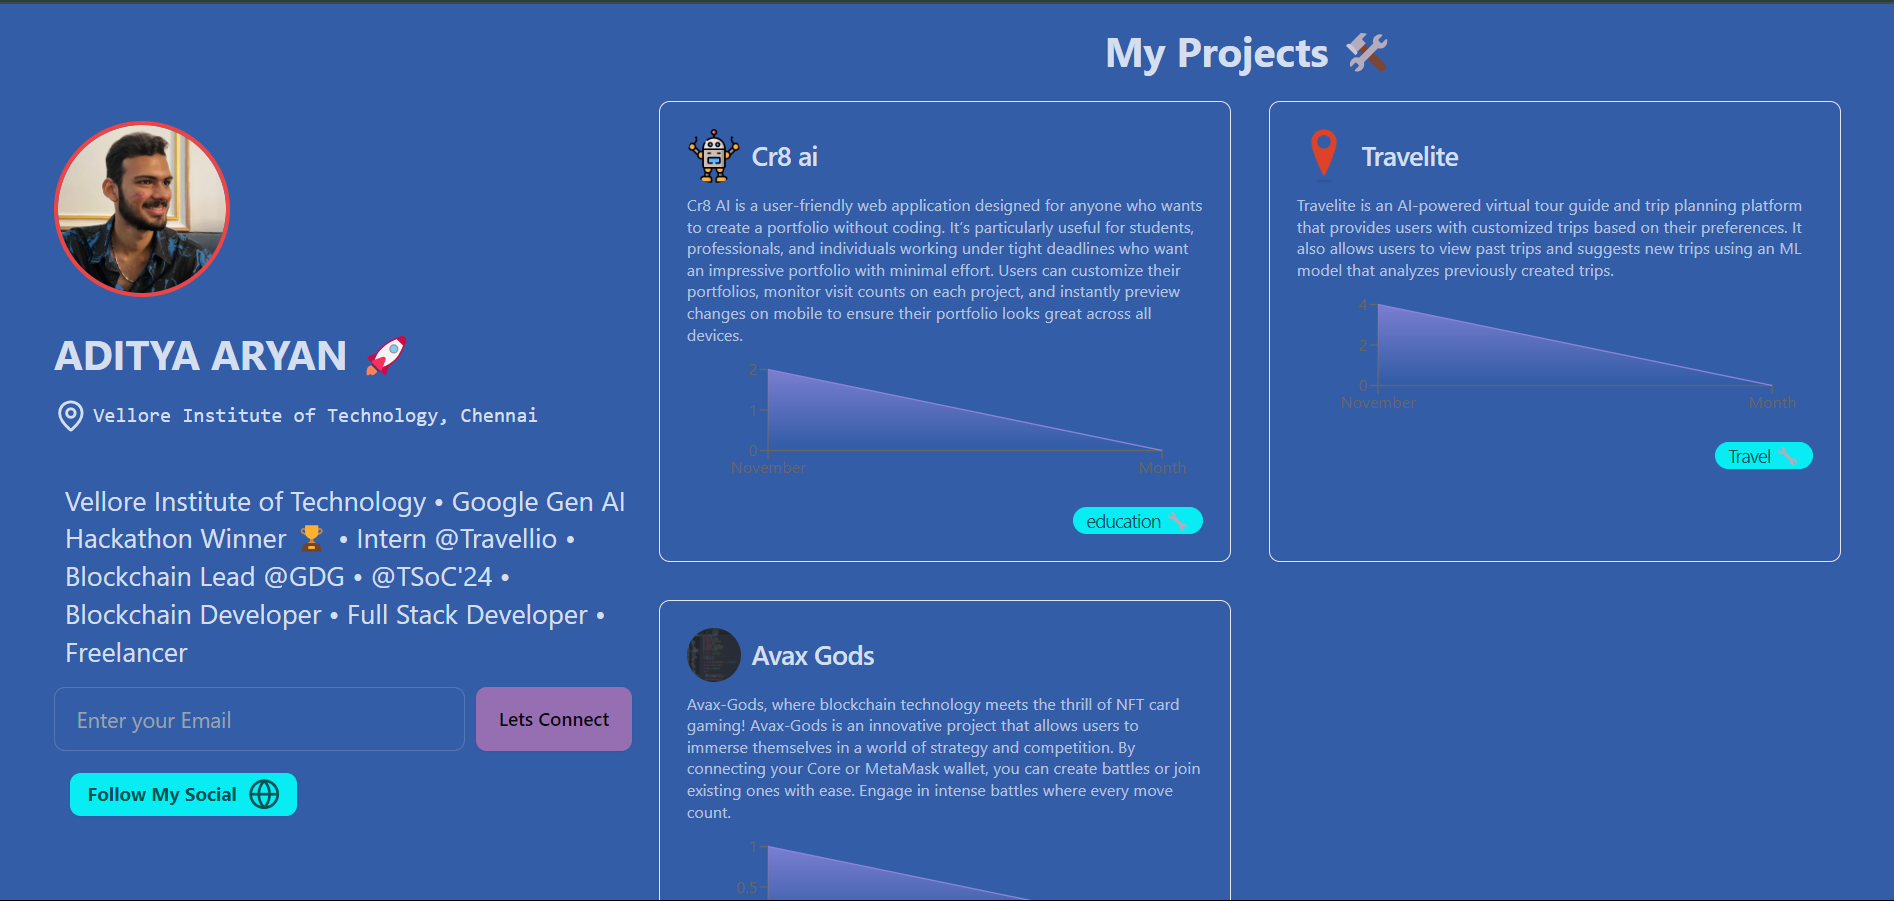 My Projects
ADITYA ARYAN
Vellore Institute of Technology, Chennai
Vellore Institute of Technology • Google Gen AI
Hackathon Winner 🏆 • Intern @Travellio •
Blockchain Lead @GDG • @TSoC'24 •
Blockchain Developer • Full Stack Developer •
Freelancer
Enter your Email
Lets Connect
Follow My Social
Cr8 ai
Cr8 AI is a user-friendly web application designed for anyone who wants
to create a portfolio without coding. It's particularly useful for students,
professionals, and individuals working under tight deadlines who want
an impressive portfolio with minimal effort. Users can customize their
portfolios, monitor visit counts on each project, and instantly preview
changes on mobile to ensure their portfolio looks great across all
devices.
2
1
0
November Month
education
Travelite
Travelite is an AI-powered virtual tour guide and trip planning platform
that provides users with customized trips based on their preferences. It
also allows users to view past trips and suggests new trips using an ML
model that analyzes previously created trips.
4
2
0
November Month
Travel
Avax Gods
Avax-Gods, where blockchain technology meets the thrill of NFT card
gaming! Avax-Gods is an innovative project that allows users to
immerse themselves in a world of strategy and competition. By
connecting your Core or MetaMask wallet, you can create battles or join
existing ones with ease. Engage in intense battles where every move
count.
1
0.5